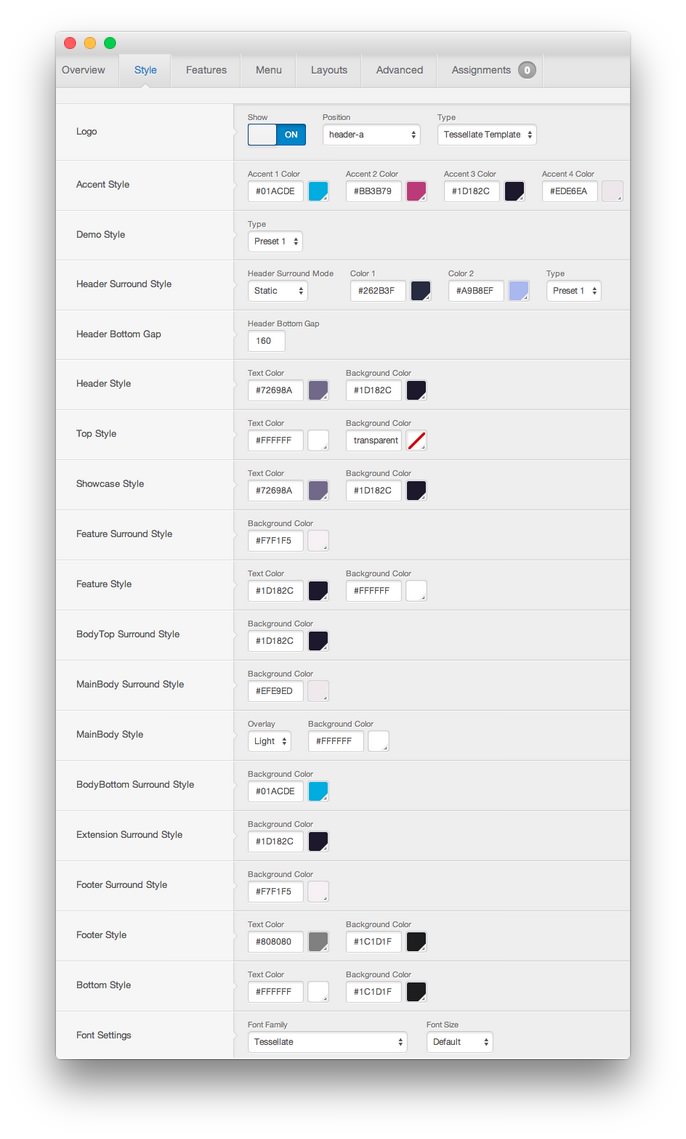 Overview Style Features Menu Layouts Advanced Assignments 0
Show Position Type
Logo ON header-a Tessellate Template
Accent 1 Color Accent 2 Color Accent 3 Color Accent 4 Color
Accent Style #01ACDE #BB3B79 #1D182C #EDE6EA
Type
Demo Style Preset 1
Header Surround Mode Color 1 Color 2 Type
Header Surround Style Static #262B3F #A9B8EF Preset 1
Header Bottom Gap
Header Bottom Gap 160
Text Color Background Color
Header Style #72698A #1D182C
Text Color Background Color
Top Style #FFFFFF transparent
Text Color Background Color
Showcase Style #72698A #1D182C
Background Color
Feature Surround Style #F7F1F5
Text Color Background Color
Feature Style #1D182C #FFFFFF
Background Color
BodyTop Surround Style #1D182C
Background Color
MainBody Surround Style #EFE9ED
Overlay Background Color
MainBody Style Light #FFFFFF
Background Color
BodyBottom Surround Style #01ACDE
Background Color
Extension Surround Style #1D182C
Background Color
Footer Surround Style #F7F1F5
Text Color Background Color
Footer Style #808080 #1C1D1F
Text Color Background Color
Bottom Style #FFFFFF #1C1D1F
Font Family Font Size
Font Settings Tessellate Default